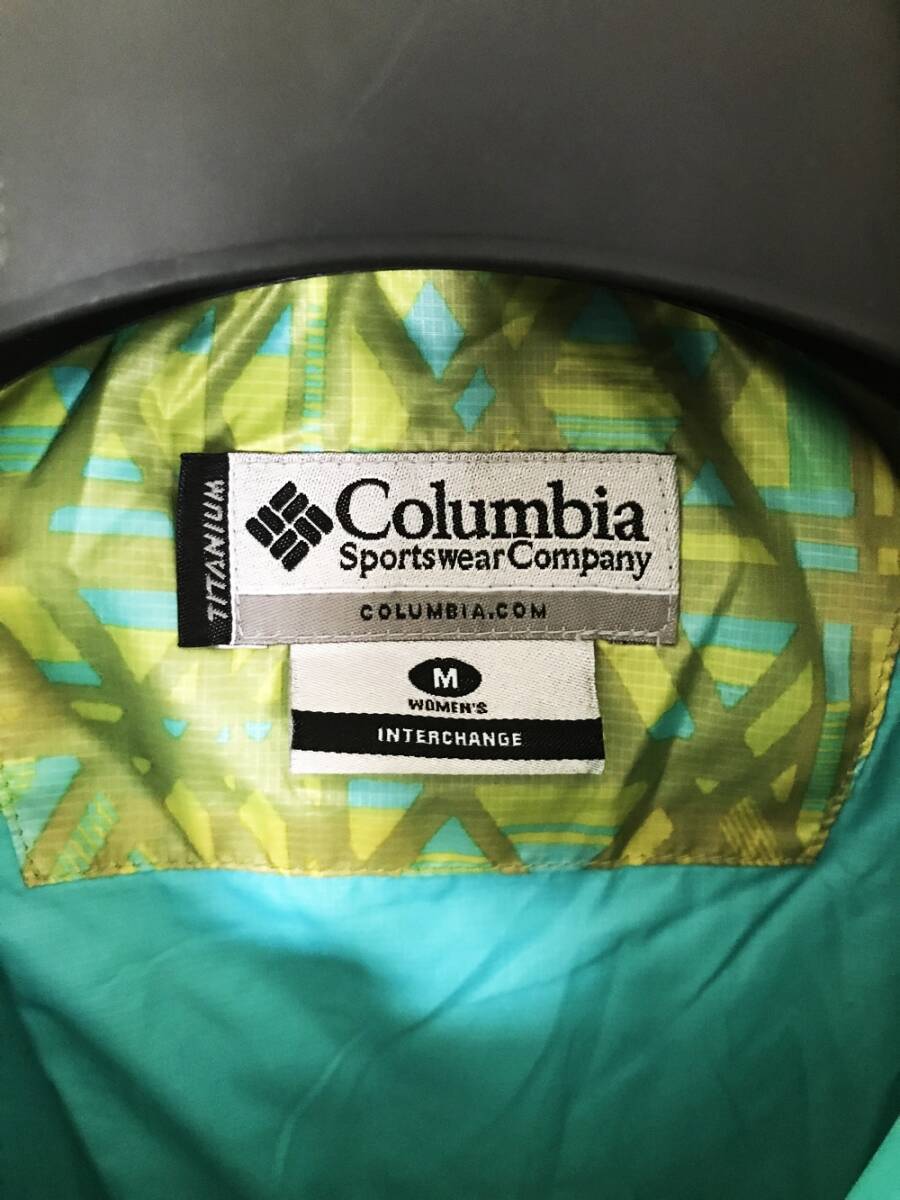 TITANIUM
Columbia
Sportswear Company
COLUMBIA.COM
M
WOMEN'S
INTERCHANGE